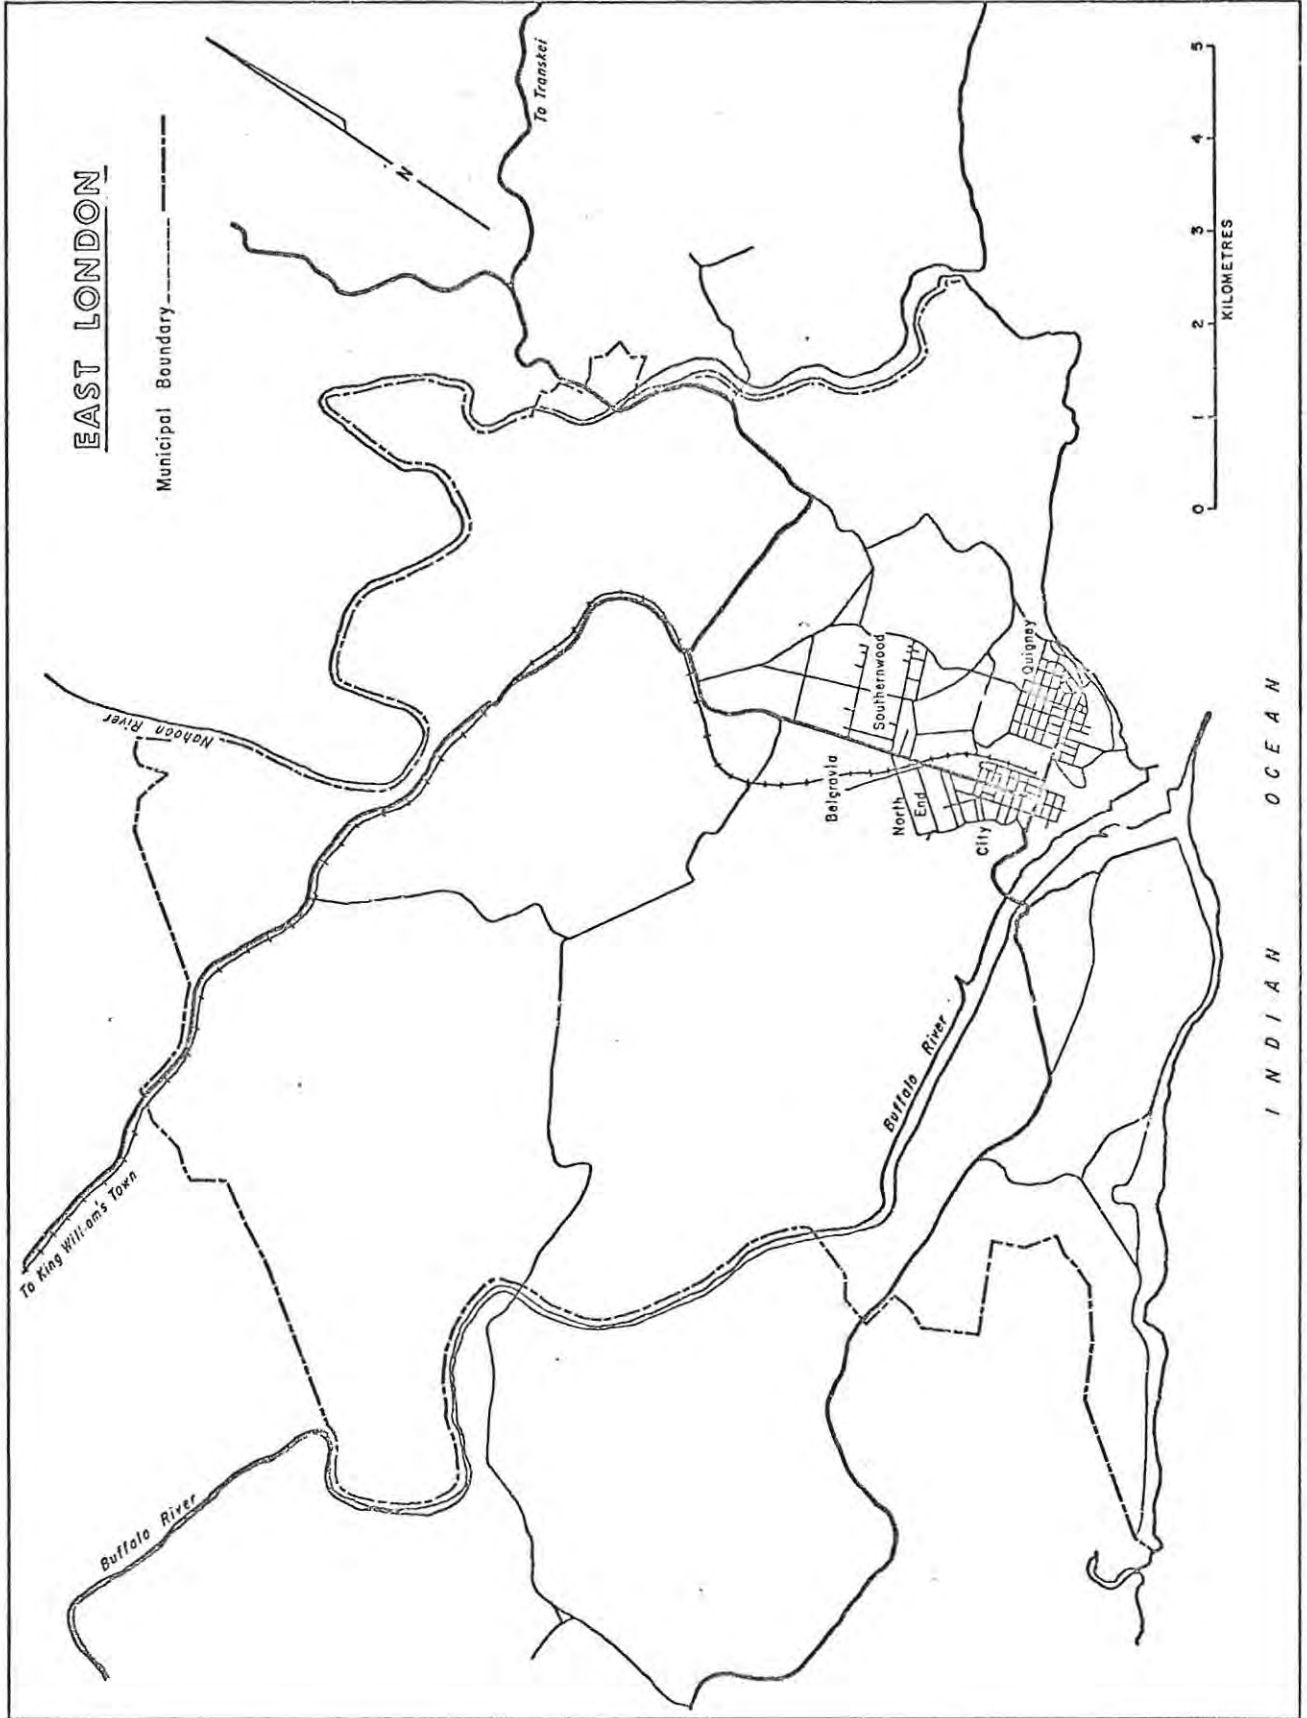 EAST LONDON
Municipal Boundary
N
To Transkei
Nahoon River
To King William's Town
Buffalo River
Belgravia
Southernwood
North
End
City
Quigney
Buffalo River
0 1 2 3 4 5
KILOMETRES
INDIAN OCEAN